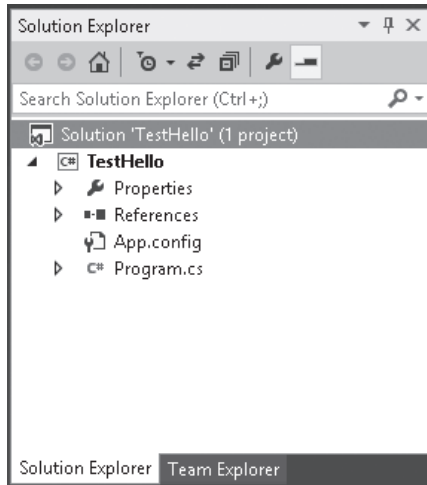 Solution Explorer
Search Solution Explorer (Ctrl+;)
Solution 'TestHello' (1 project)
C# TestHello
Properties
References
App.config
C# Program.cs
Solution Explorer Team Explorer